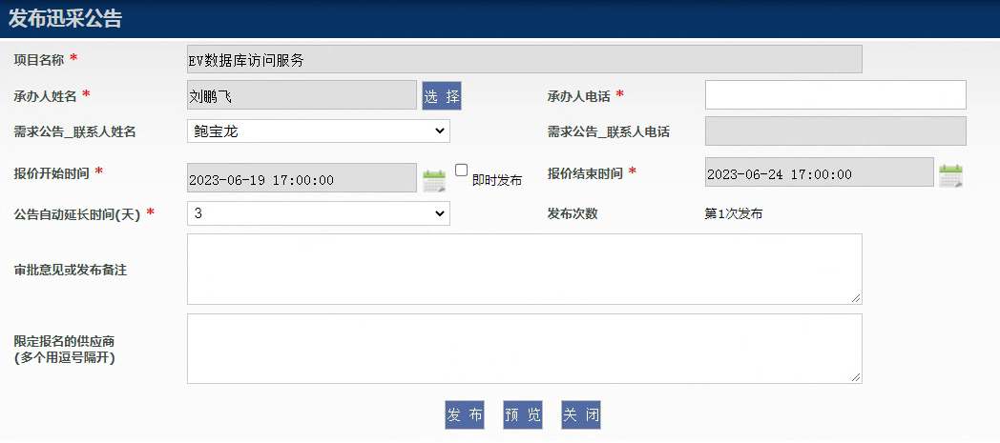 发布迅采公告
项目名称 * EV数据库访问服务
承办人姓名 * 刘鹏飞 选 择 承办人电话 *
需求公告_联系人姓名 鲍宝龙 需求公告_联系人电话
报价开始时间 * 2023-06-19 17:00:00 即时发布 报价结束时间 * 2023-06-24 17:00:00
公告自动延长时间(天) * 3 发布次数 第1次发布
审批意见或发布备注
限定报名的供应商
(多个用逗号隔开)
发 布 预 览 关 闭